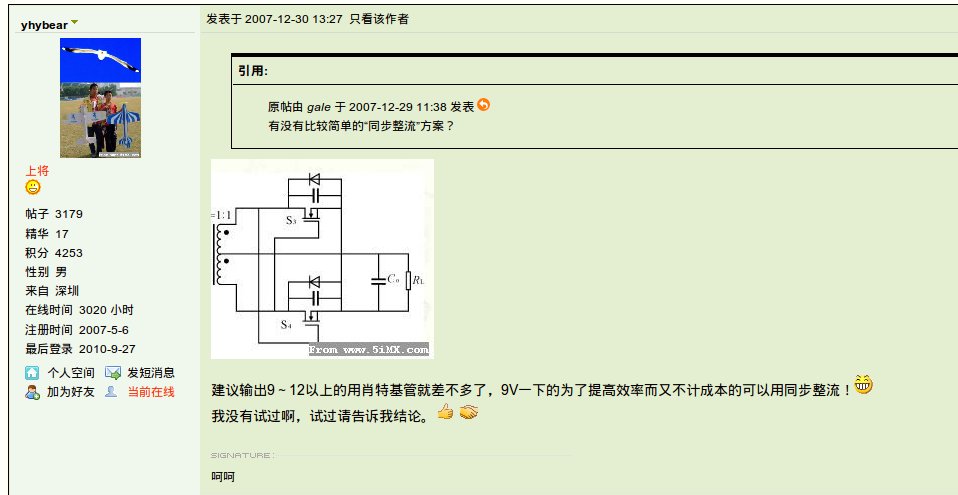 yhybear
发表于 2007-12-30 13:27 只看该作者
引用:
原帖由 gale 于 2007-12-29 11:38 发表
有没有比较简单的“同步整流”方案？
上将
帖子 3179
精华 17
积分 4253
性别 男
来自 深圳
在线时间 3020 小时
注册时间 2007-5-6
最后登录 2010-9-27
个人空间 发短消息
加为好友 当前在线
=1:1
S3
Co
RL
S4
From www.5iMX.com
建议输出9～12以上的用肖特基管就差不多了，9V一下的为了提高效率而又不计成本的可以用同步整流！
我没有试过啊，试过请告诉我结论。
SIGNATURE:
呵呵